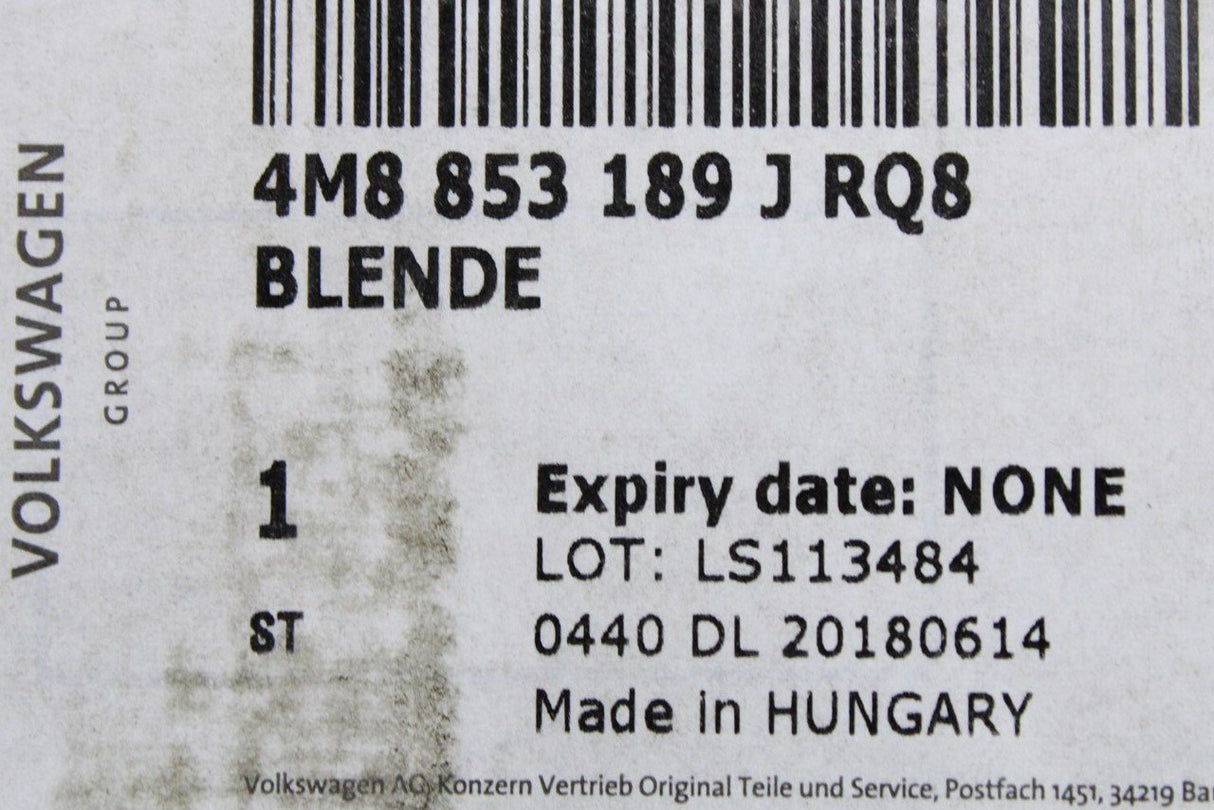 VOLKSWAGEN
GROUP
4M8 853 189 J RQ8
BLENDE
1
ST
Expiry date: NONE
LOT: LS113484
0440 DL 20180614
Made in HUNGARY
Volkswagen AG, Konzern Vertrieb Original Teile und Service, Postfach 1451, 34219